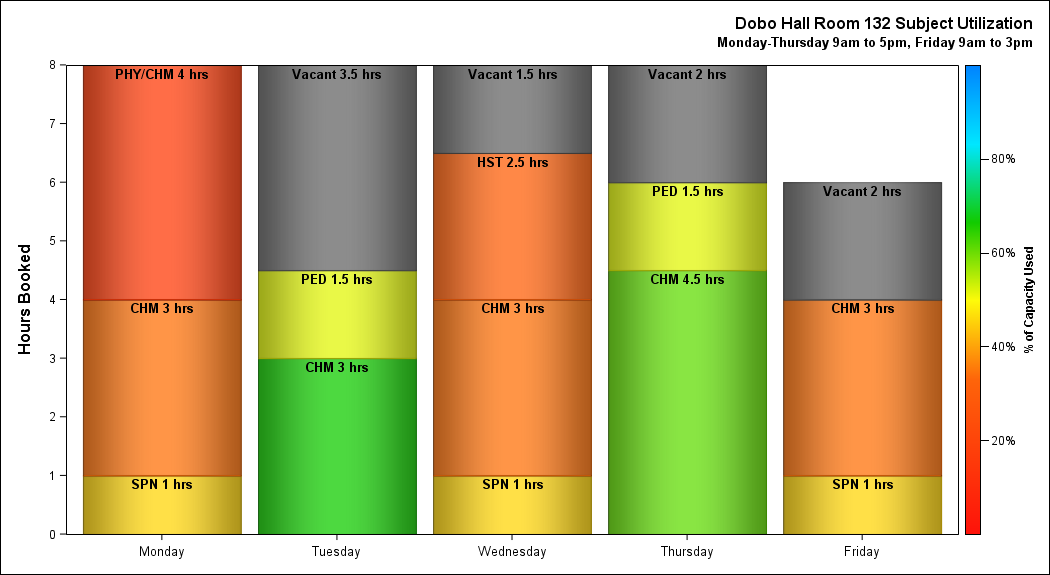 Dobo Hall Room 132 Subject Utilization
Monday-Thursday 9am to 5pm, Friday 9am to 3pm
Hours Booked
8
7
6
5
4
3
2
1
0
PHY/CHM 4 hrs
CHM 3 hrs
SPN 1 hrs
Vacant 3.5 hrs
PED 1.5 hrs
CHM 3 hrs
Vacant 1.5 hrs
HST 2.5 hrs
CHM 3 hrs
SPN 1 hrs
Vacant 2 hrs
PED 1.5 hrs
CHM 4.5 hrs
Vacant 2 hrs
CHM 3 hrs
SPN 1 hrs
Monday
Tuesday
Wednesday
Thursday
Friday
80%
60%
40%
20%
% of Capacity Used